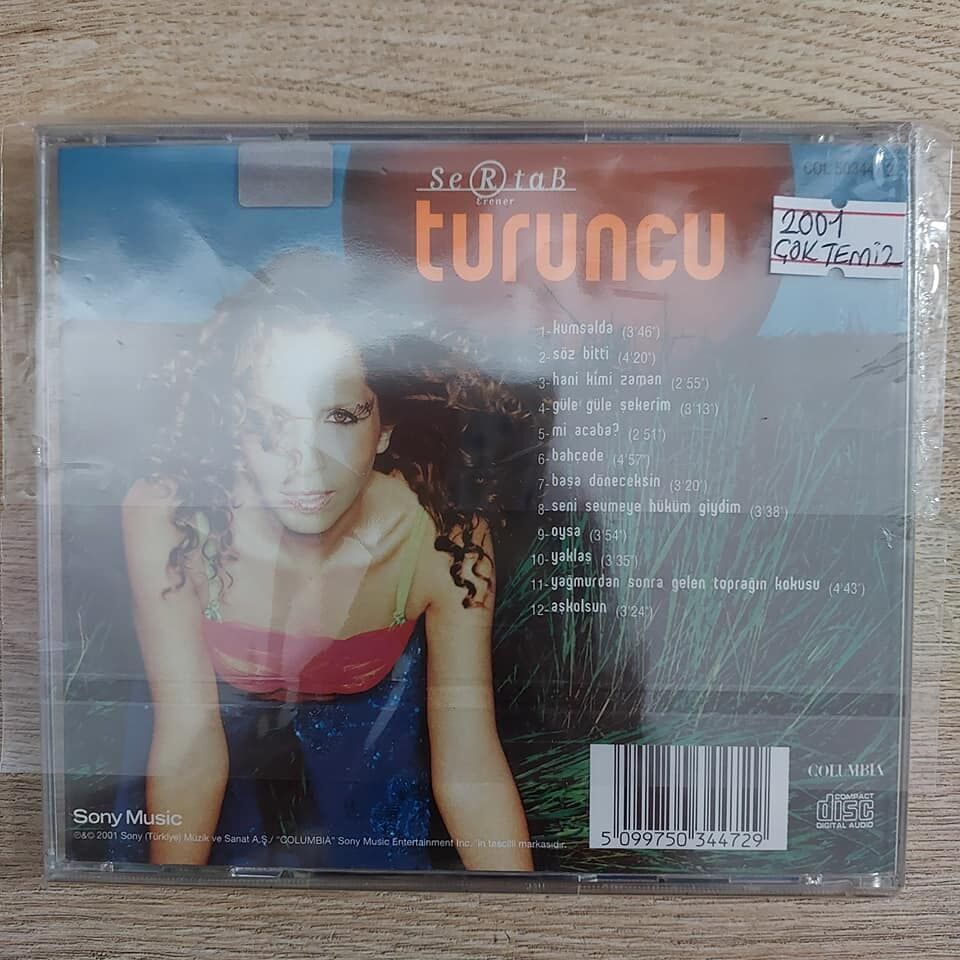 SeRtaB
Erener
turuncu
COL 50344 2
2001
ÇOK TEMİZ
1- kumsalda (3'46")
2- söz bitti (4'20")
3- hani kimi zaman (2'55")
4- güle güle şekerim (3'13")
5- mi acaba? (2'51")
6- bahçede (4'57")
7- başa döneceksin (3'20")
8- seni sevmeye hüküm giydim (3'38")
9- oysa (3'54")
10- yaklaş (3'35")
11- yağmurdan sonra gelen toprağın kokusu (4'43")
12- aşkolsun (3'24")
COLUMBIA
COMPACT
disc
DIGITAL AUDIO
5 099750 344729
Sony Music
℗&© 2001 Sony (Türkiye) Müzik ve Sanat A.Ş / "COLUMBIA" Sony Music Entertainment Inc. 'in tescilli markasıdır.